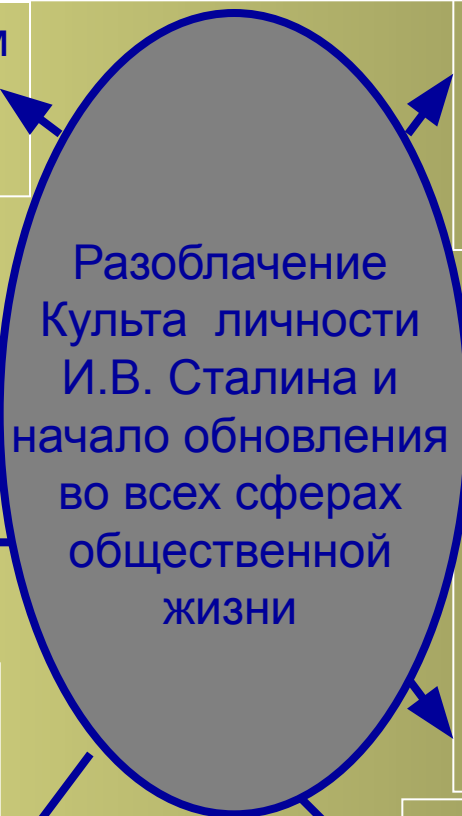 Разоблачение
Культа личности
И.В. Сталина и
начало обновления
во всех сферах
общественной
жизни